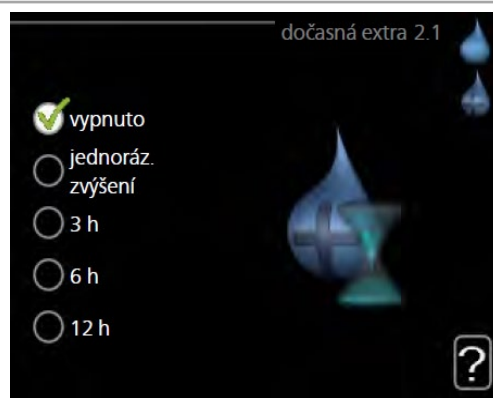 dočasná extra 2.1
vypnuto
jednoráz.
zvýšení
3 h
6 h
12 h
?